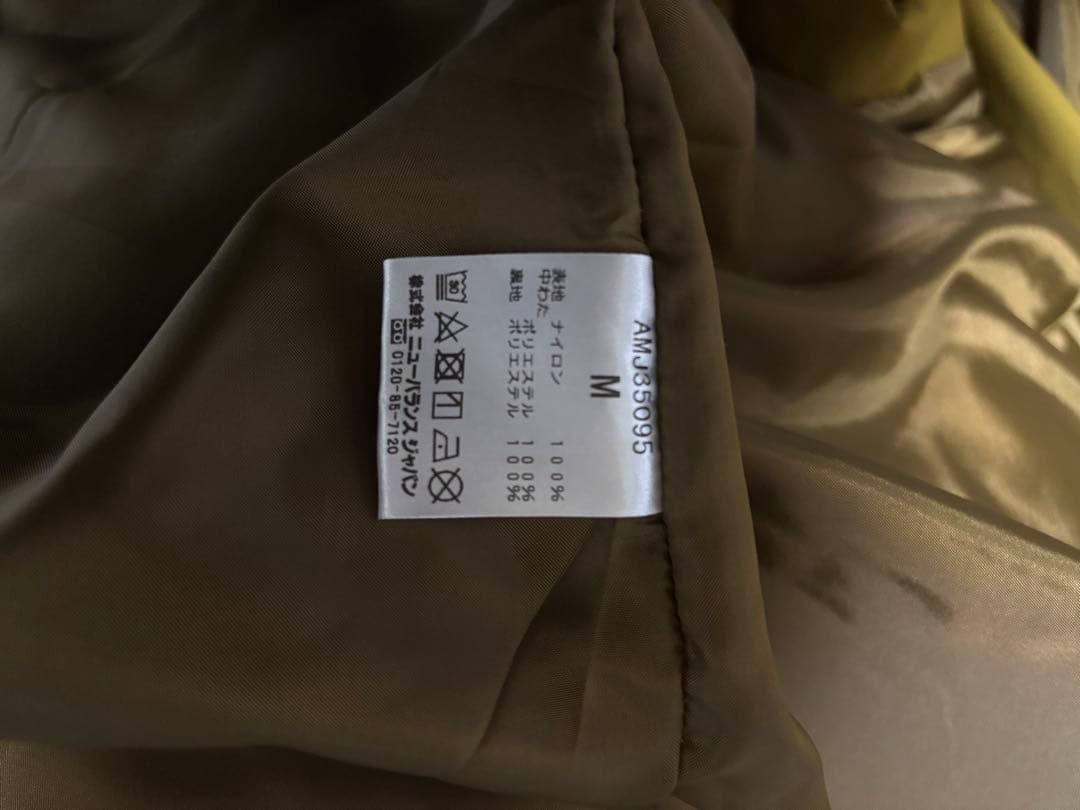 AMJ35095
M
表地 ナイロン 100%
中わた ポリエステル 100%
裏地 ポリエステル 100%
30
株式会社 ニューバランス ジャパン
0120-85-7120